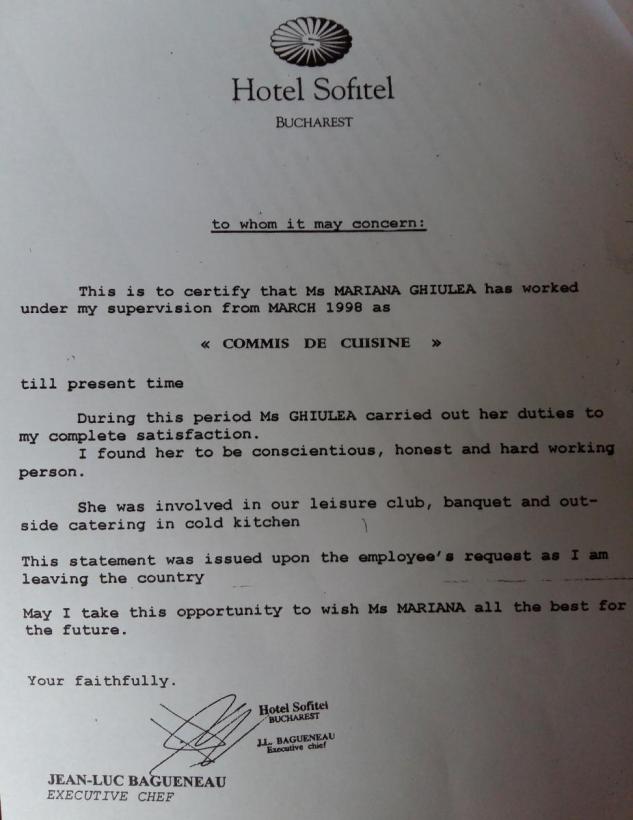 S
Hotel Sofitel
BUCHAREST
to whom it may concern:
This is to certify that Ms MARIANA GHIULEA has worked
under my supervision from MARCH 1998 as
« COMMIS DE CUISINE »
till present time
During this period Ms GHIULEA carried out her duties to
my complete satisfaction.
I found her to be conscientious, honest and hard working
person.
She was involved in our leisure club, banquet and out-
side catering in cold kitchen
This statement was issued upon the employee's request as I am
leaving the country
May I take this opportunity to wish Ms MARIANA all the best for
the future.
Your faithfully.
Hotel Sofitel
BUCHAREST
J.L. BAGUENEAU
Executive chief
JEAN-LUC BAGUENEAU
EXECUTIVE CHEF